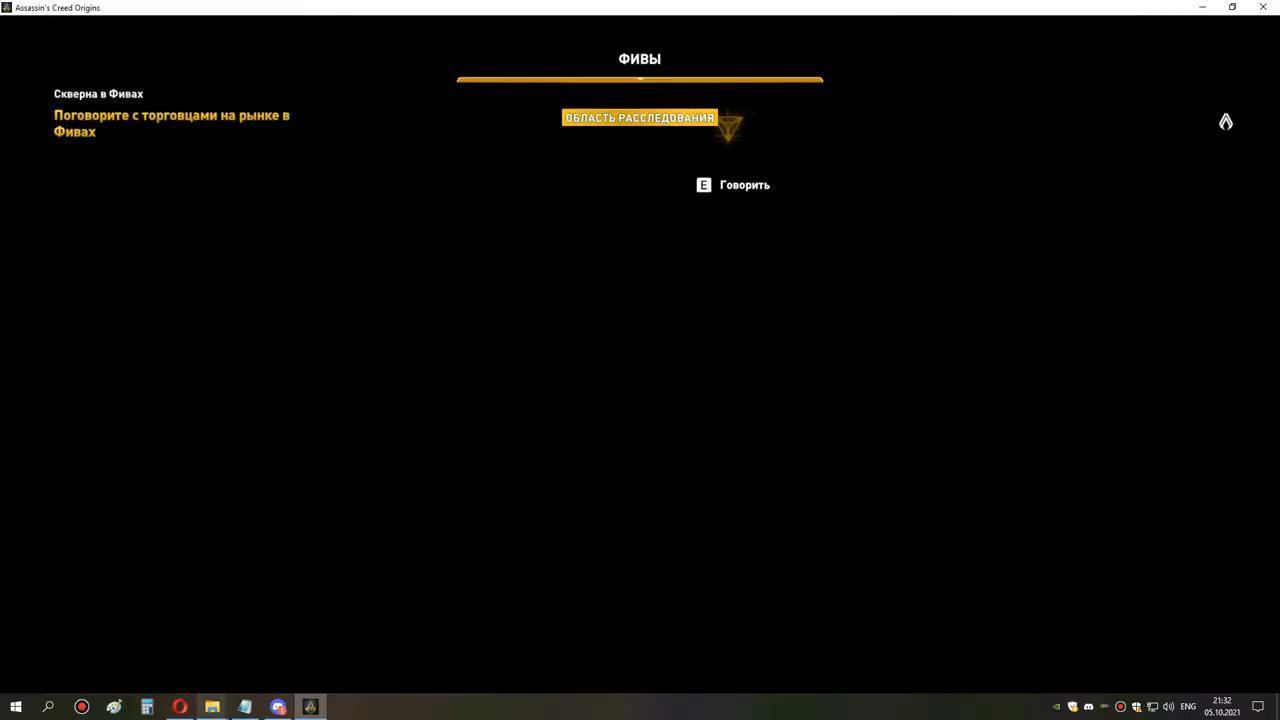 Assassin's Creed Origins
ФИВЫ
Скверна в Фивах
Поговорите с торговцами на рынке в
Фивах
ОБЛАСТЬ РАССЛЕДОВАНИЯ
E Говорить
ENG
21:32
05.10.2021